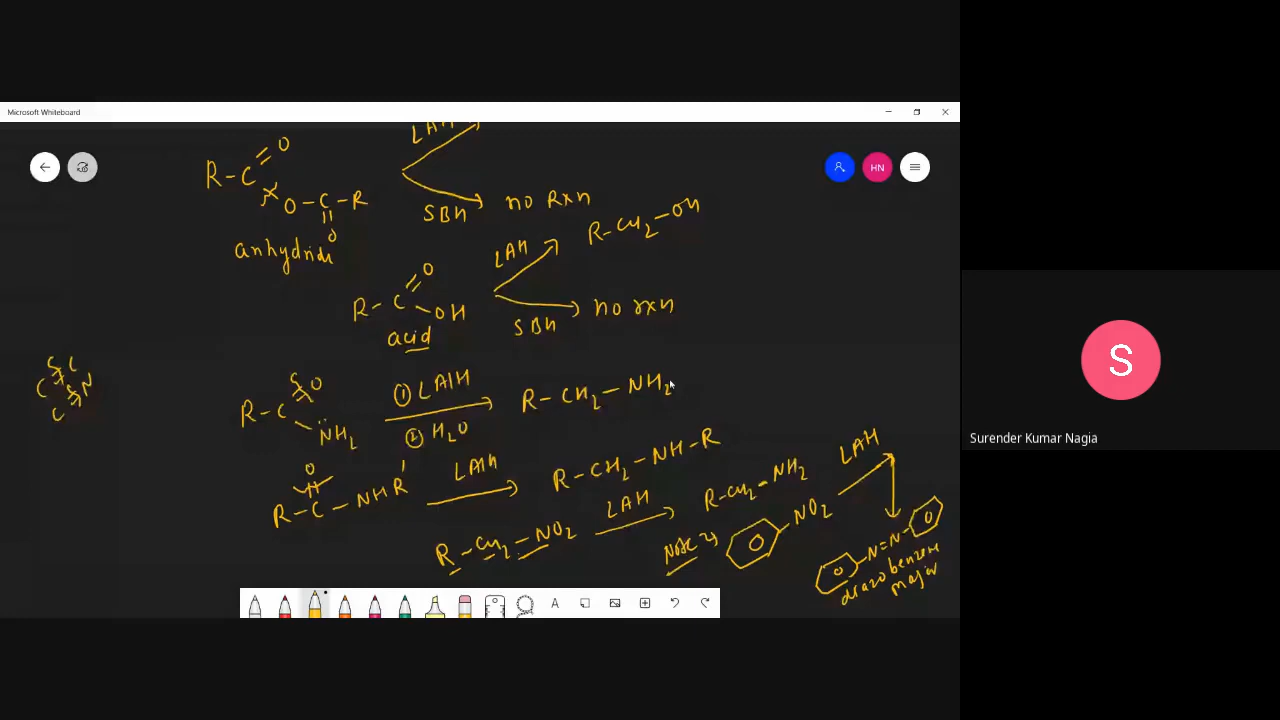 Microsoft Whiteboard
HN
LAH
R-C=O
O-C-R
O
anhydride
SBH no Rxn
R-C=O
OH
acid
LAH R-CH2-OH
SBH no rxn
C C
C N
C
R-C O
NH2
① LAH
② H2O
R-CH2-NH2
O
R-C-NHR'
LAH
R-CH2-NH-R
R-CH2-NO2 LAH R-CH2-NH2
Note
NO2 LAH
N=N
diazobenzene
major
A
S
Surender Kumar Nagia